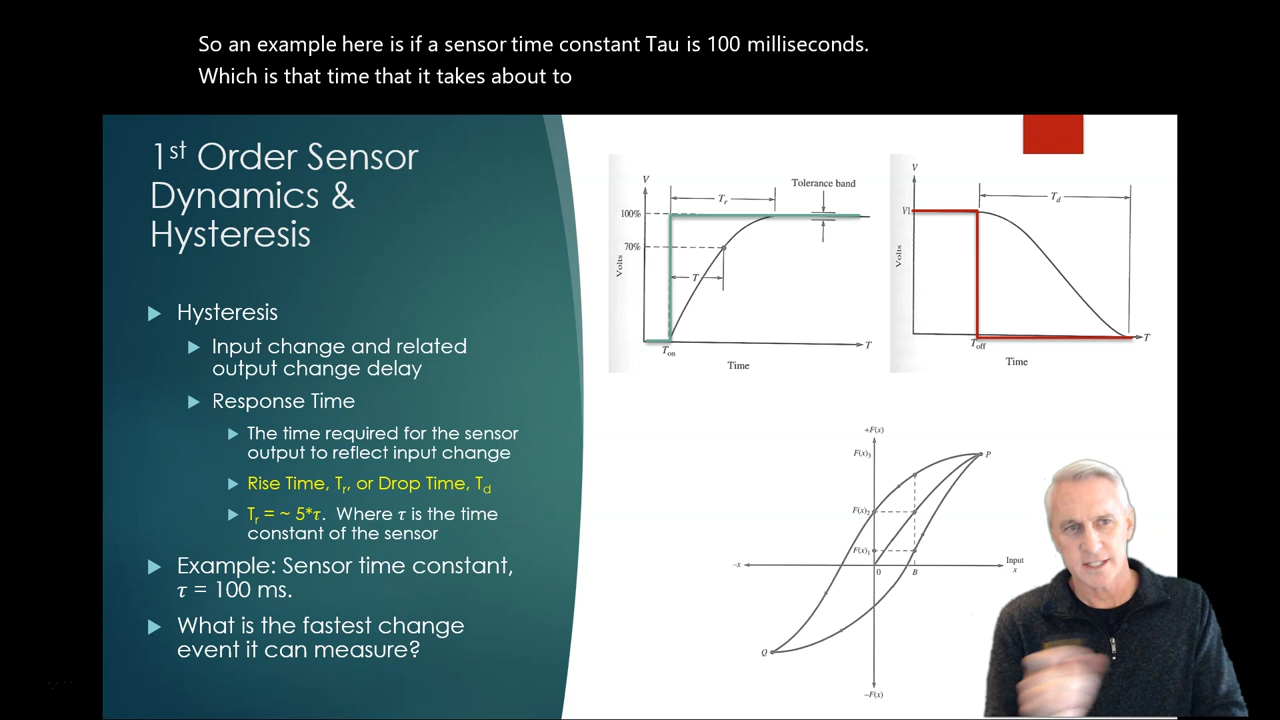 So an example here is if a sensor time constant Tau is 100 milliseconds.
Which is that time that it takes about to
1st Order Sensor
Dynamics &
Hysteresis
Hysteresis
Input change and related
output change delay
Response Time
The time required for the sensor
output to reflect input change
Rise Time, Tr, or Drop Time, Td
Tr = ~ 5*τ. Where τ is the time
constant of the sensor
Example: Sensor time constant,
τ = 100 ms.
What is the fastest change
event it can measure?
V
Tr
Tolerance band
100%
70%
Volts
T
Ton
T
Time
V
Td
V1
Volts
Toff
T
Time
+F(x)
F(x)3
P
F(x)2
F(x)1
-x
0
B
Input
x
Q
-F(x)